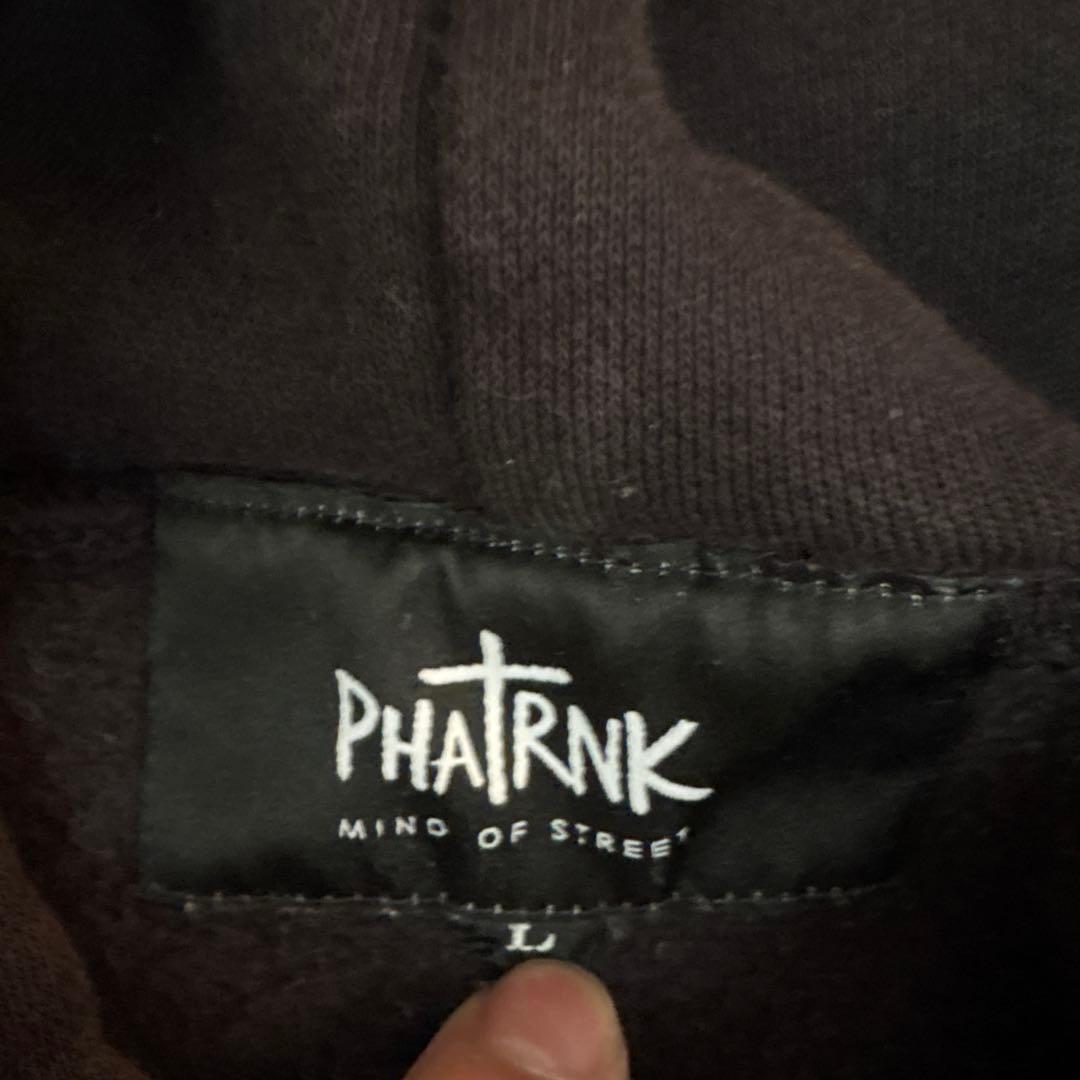 PHATRNK
MIND OF STREET
L